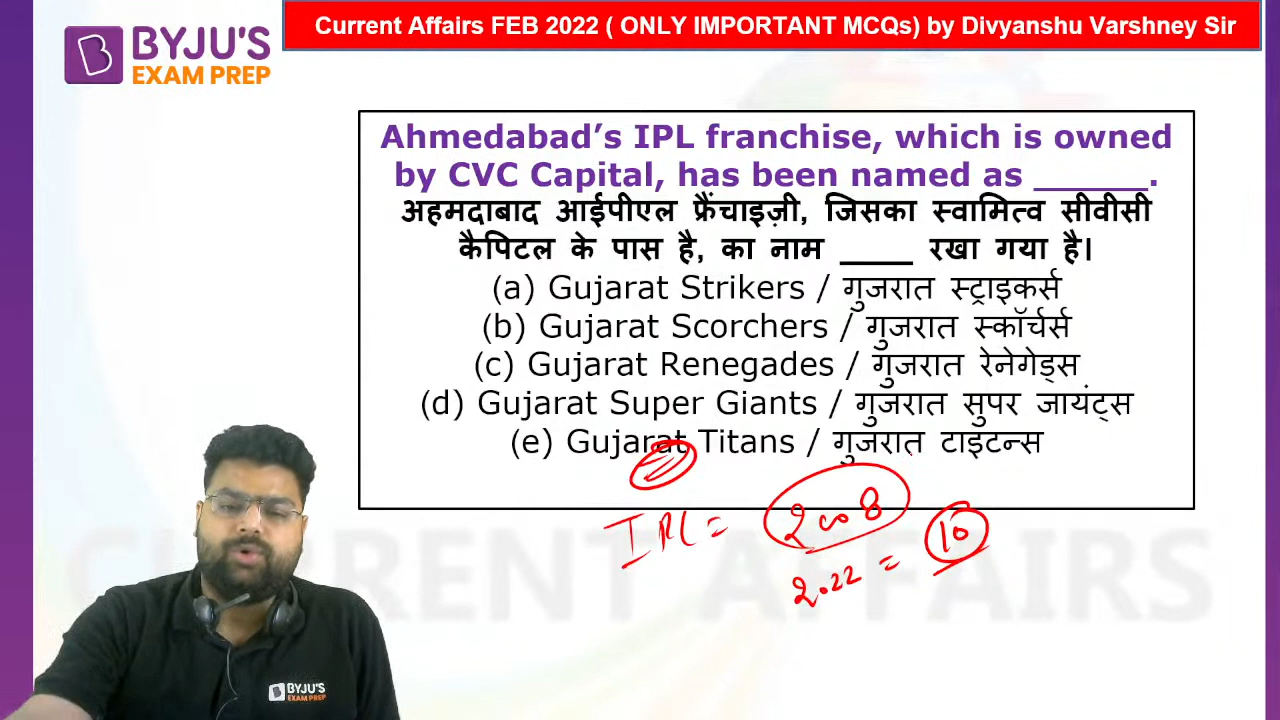 Current Affairs FEB 2022 ( ONLY IMPORTANT MCQs) by Divyanshu Varshney Sir
BYJU'S
EXAM PREP
Ahmedabad’s IPL franchise, which is owned
by CVC Capital, has been named as ______.
अहमदाबाद आईपीएल फ्रैंचाइज़ी, जिसका स्वामित्व सीवीसी
कैपिटल के पास है, का नाम ____ रखा गया है।
(a) Gujarat Strikers / गुजरात स्ट्राइकर्स
(b) Gujarat Scorchers / गुजरात स्कॉर्चर्स
(c) Gujarat Renegades / गुजरात रेनेगेड्स
(d) Gujarat Super Giants / गुजरात सुपर जायंट्स
(e) Gujarat Titans / गुजरात टाइटन्स
IPL = 2008
2022 = 10
CURRENT AFFAIRS
BYJU'S
EXAM PREP